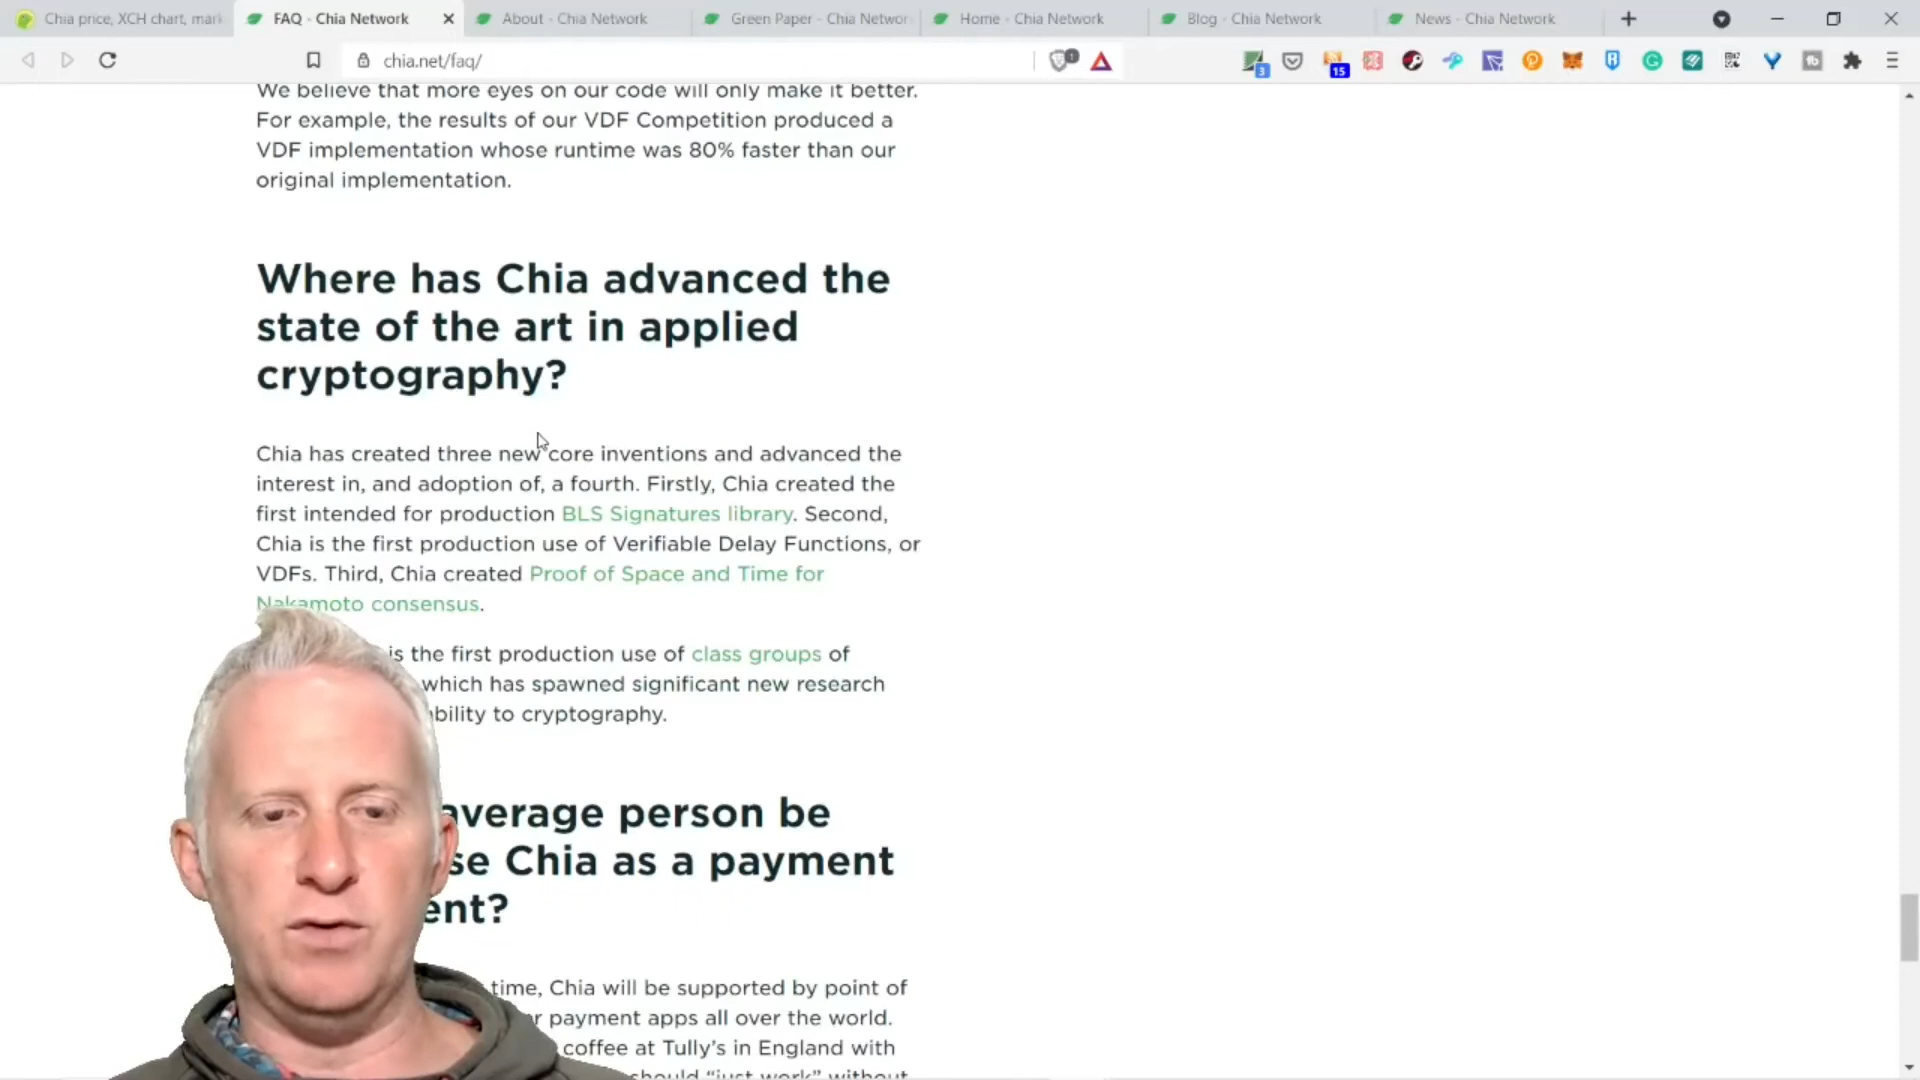 Chia price, XCH chart, mark
FAQ - Chia Network
About - Chia Network
Green Paper - Chia Networ
Home - Chia Network
Blog - Chia Network
News - Chia Network
chia.net/faq/
1
3
15
We believe that more eyes on our code will only make it better.
For example, the results of our VDF Competition produced a
VDF implementation whose runtime was 80% faster than our
original implementation.
Where has Chia advanced the
state of the art in applied
cryptography?
Chia has created three new core inventions and advanced the
interest in, and adoption of, a fourth. Firstly, Chia created the
first intended for production BLS Signatures library. Second,
Chia is the first production use of Verifiable Delay Functions, or
VDFs. Third, Chia created Proof of Space and Time for
Nakamoto consensus.
is the first production use of class groups of
which has spawned significant new research
bility to cryptography.
average person be
se Chia as a payment
ent?
time, Chia will be supported by point of
r payment apps all over the world.
coffee at Tully's in England with
should "just work" without